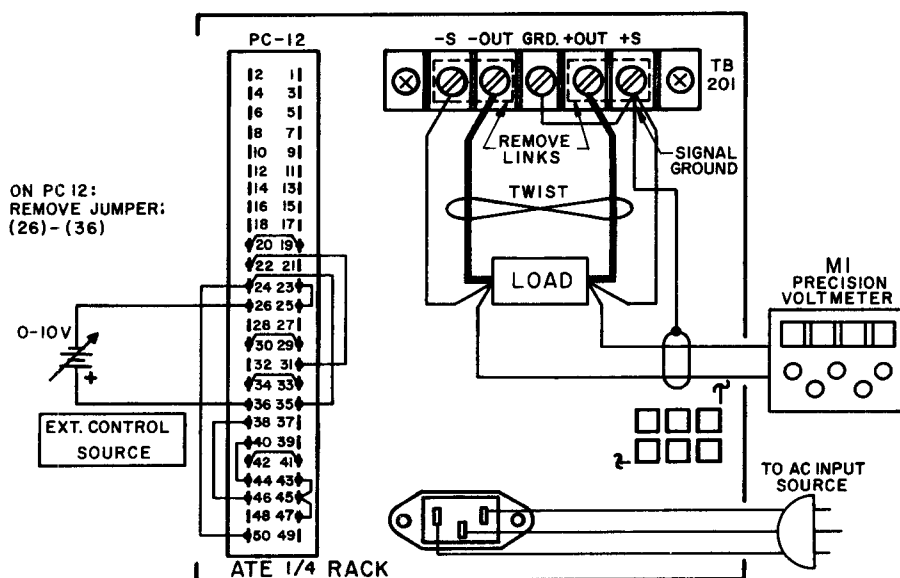 PC-12
2 1
4 3
6 5
8 7
10 9
12 11
14 13
16 15
18 17
20 19
22 21
24 23
26 25
28 27
30 29
32 31
34 33
36 35
38 37
40 39
42 41
44 43
46 45
48 47
50 49
ON PC12:
REMOVE JUMPER:
(26)-(36)
0-10V
+
EXT. CONTROL
SOURCE
-S -OUT GRD. +OUT +S
TB
201
REMOVE
LINKS
SIGNAL
GROUND
TWIST
LOAD
M1
PRECISION
VOLTMETER
TO AC INPUT
SOURCE
ATE 1/4 RACK